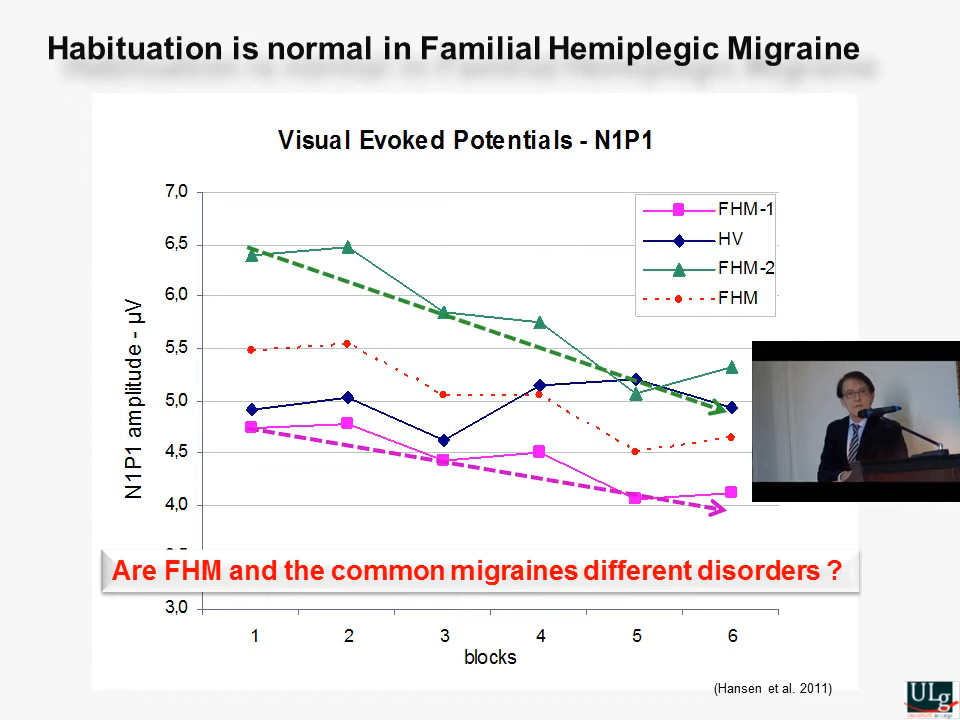 Habituation is normal in Familial Hemiplegic Migraine
Visual Evoked Potentials - N1P1
7,0
6,5
6,0
5,5
5,0
4,5
4,0
3,0
N1P1 amplitude - µV
FHM-1
HV
FHM-2
FHM
Are FHM and the common migraines different disorders ?
1 2 3 4 5 6
blocks
(Hansen et al. 2011)
ULg